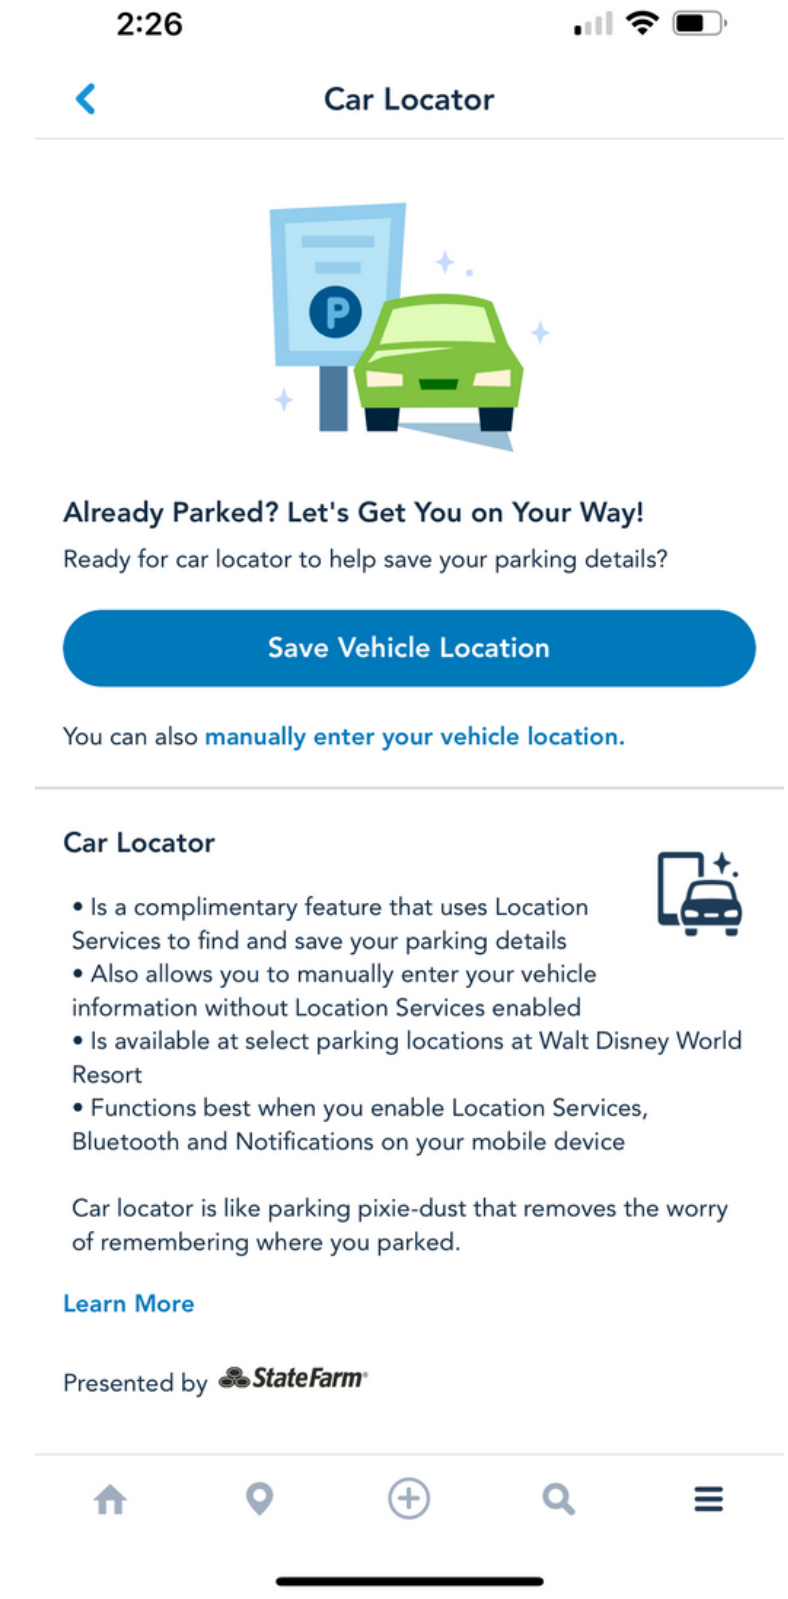 2:26
Car Locator
P
Already Parked? Let's Get You on Your Way!
Ready for car locator to help save your parking details?
Save Vehicle Location
You can also manually enter your vehicle location.
Car Locator
• Is a complimentary feature that uses Location
Services to find and save your parking details
• Also allows you to manually enter your vehicle
information without Location Services enabled
• Is available at select parking locations at Walt Disney World
Resort
• Functions best when you enable Location Services,
Bluetooth and Notifications on your mobile device
Car locator is like parking pixie-dust that removes the worry
of remembering where you parked.
Learn More
Presented by StateFarm®